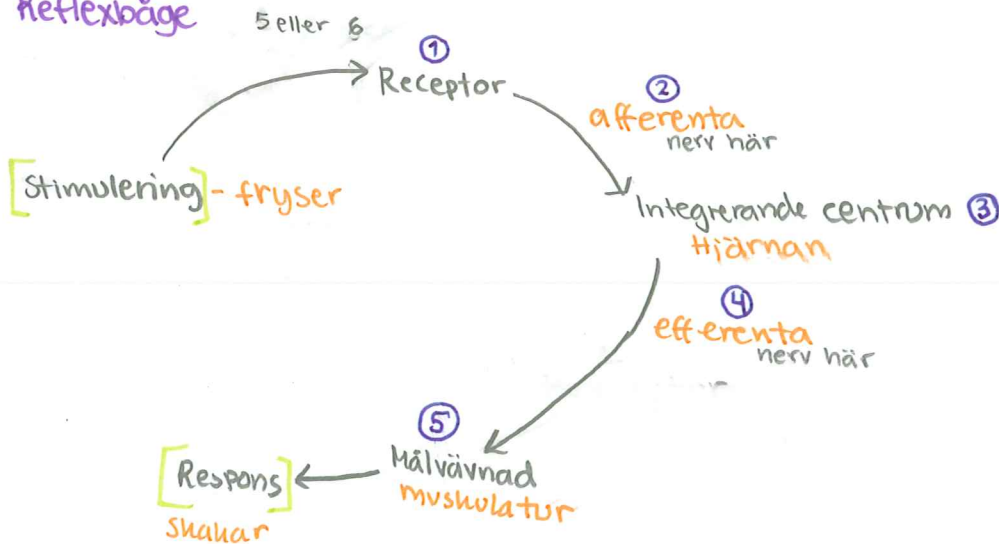 Reflexbåge
5 eller 6
①
Receptor
②
afferenta
nerv här
[Stimulering] - fryser
Integrerande centrum ③
Hjärnan
④
efferenta
nerv här
⑤
Målvävnad
muskulatur
[Respons]
skakar